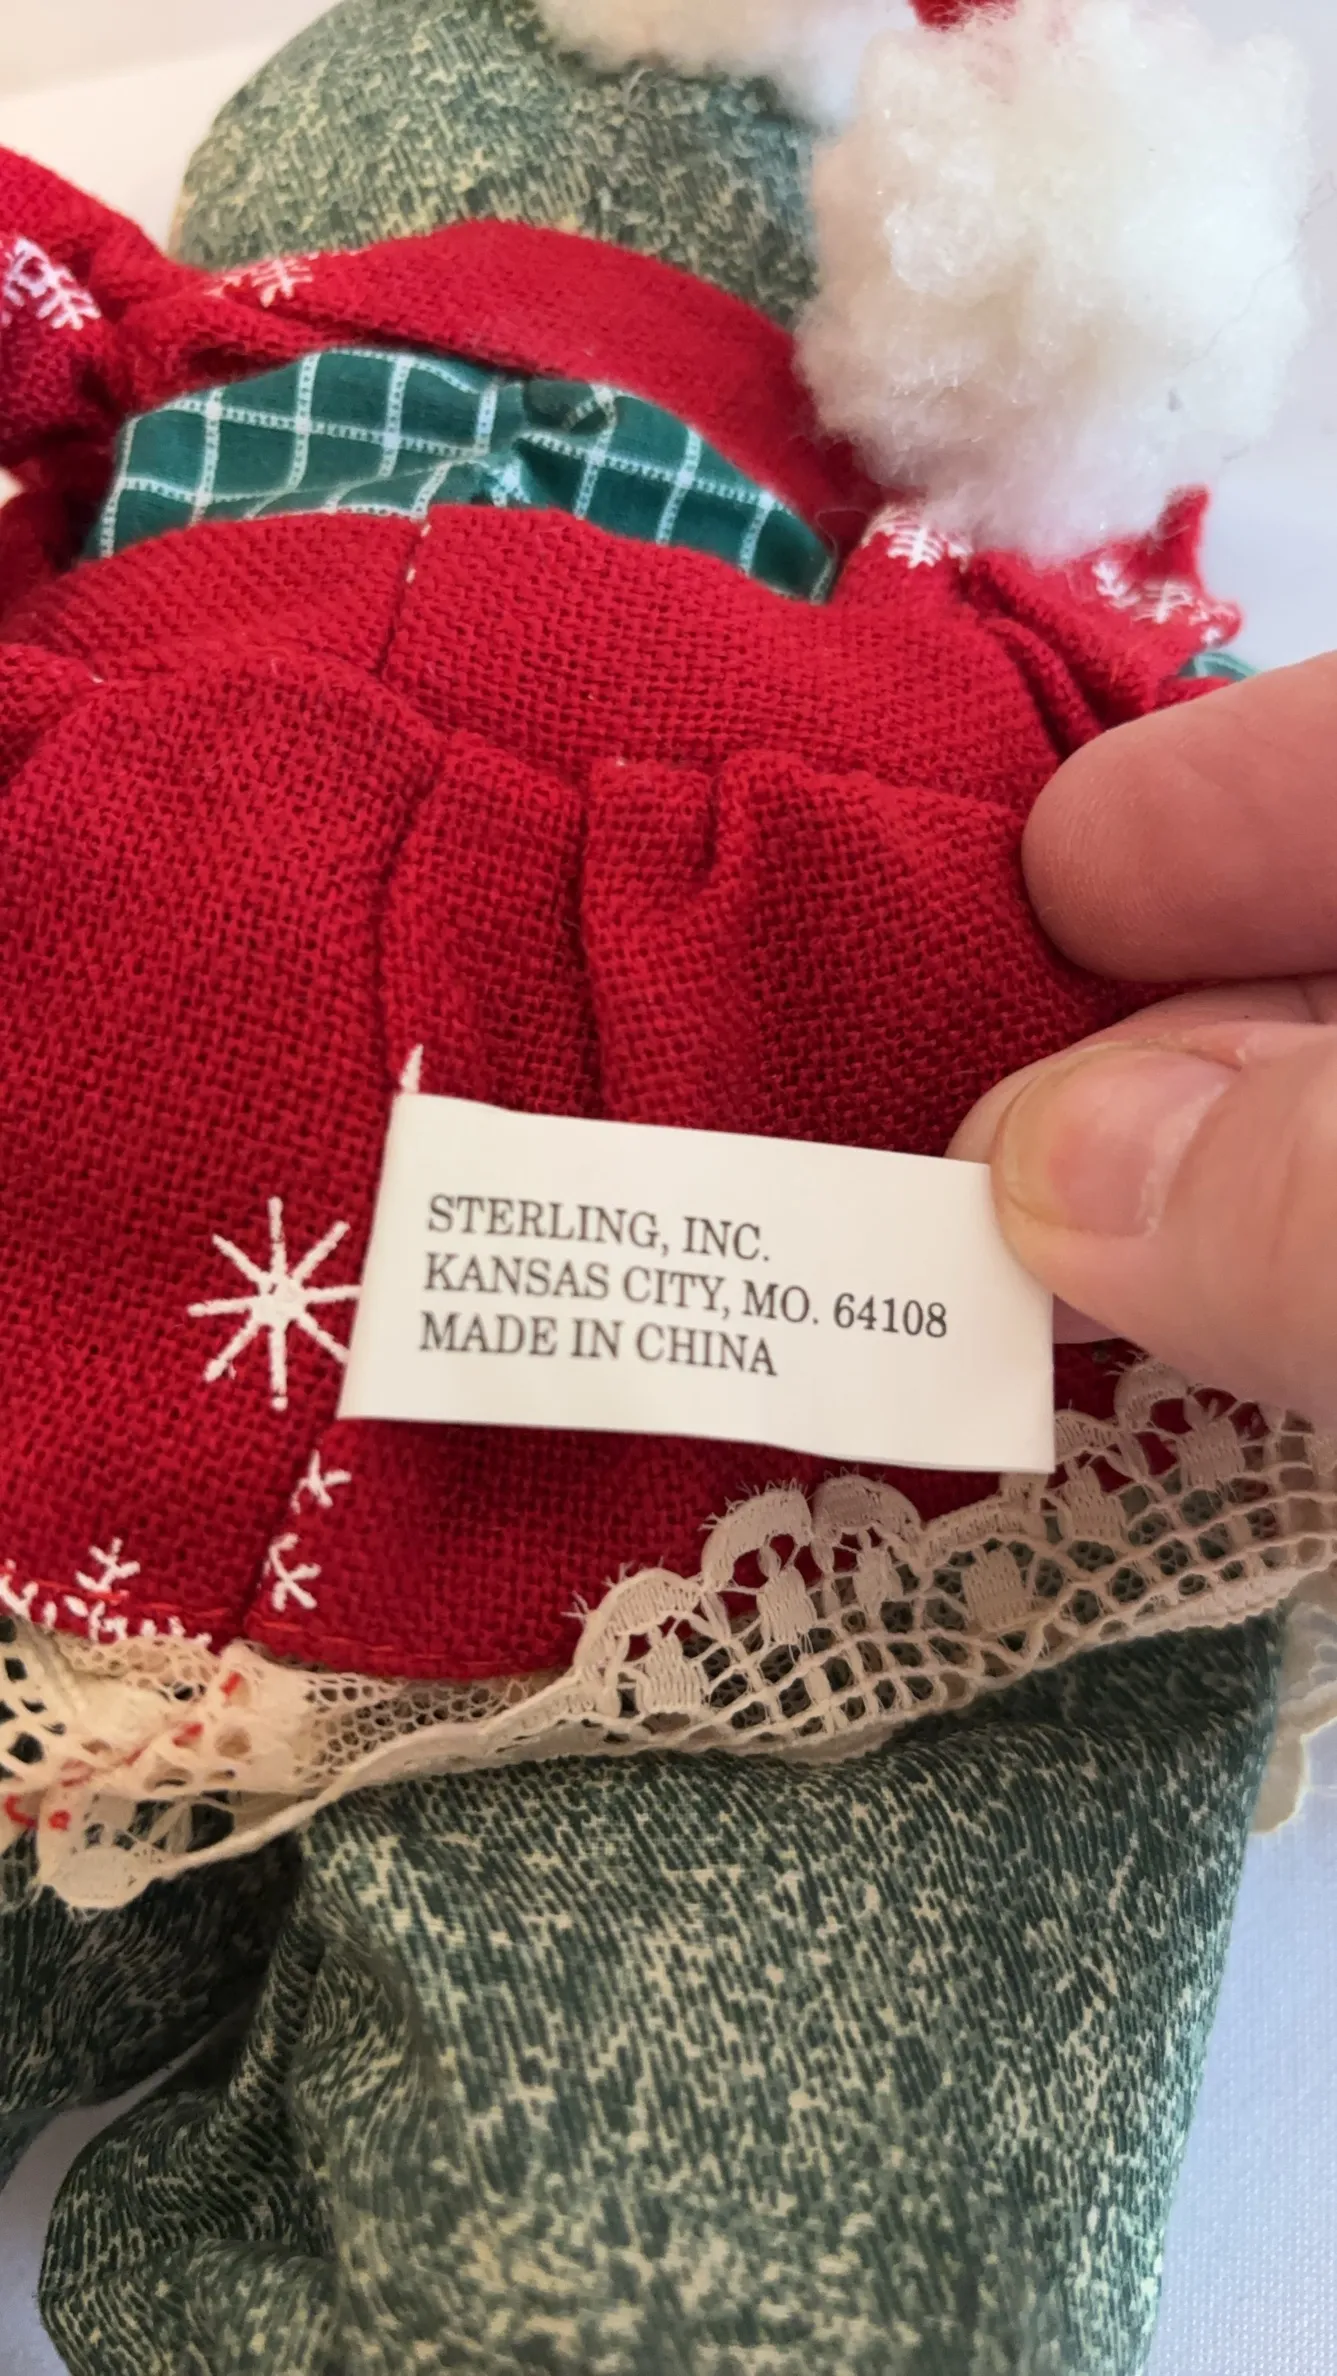 STERLING, INC.
KANSAS CITY, MO. 64108
MADE IN CHINA